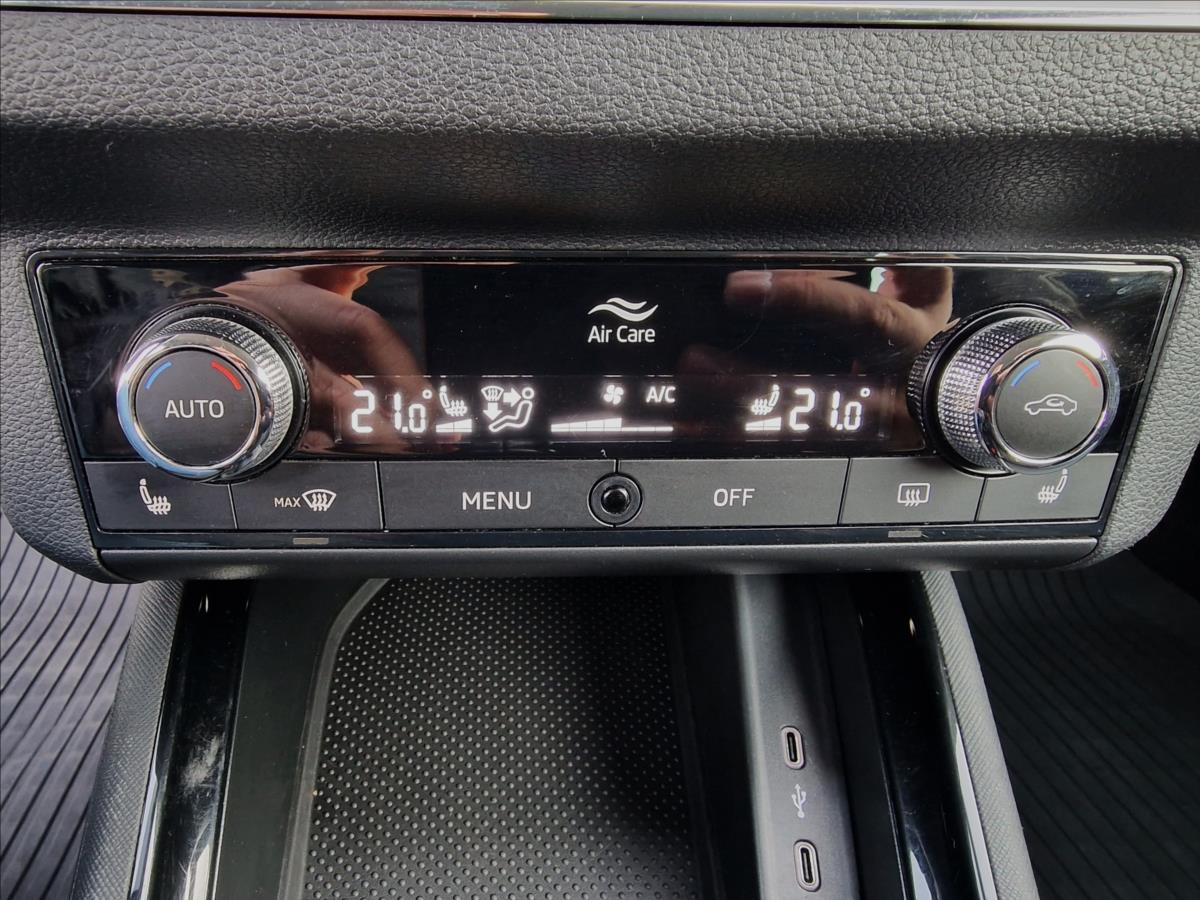 Air Care
AUTO
21.0°
A/C
21.0°
MAX
MENU
OFF